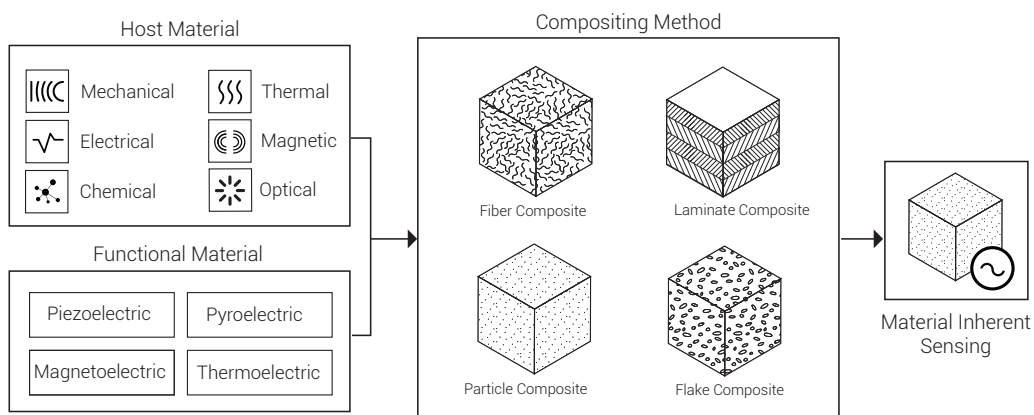 Host Material
Mechanical
Thermal
Electrical
Magnetic
Chemical
Optical
Functional Material
Piezoelectric
Pyroelectric
Magnetoelectric
Thermoelectric
Compositing Method
Fiber Composite
Laminate Composite
Particle Composite
Flake Composite
Material Inherent
Sensing